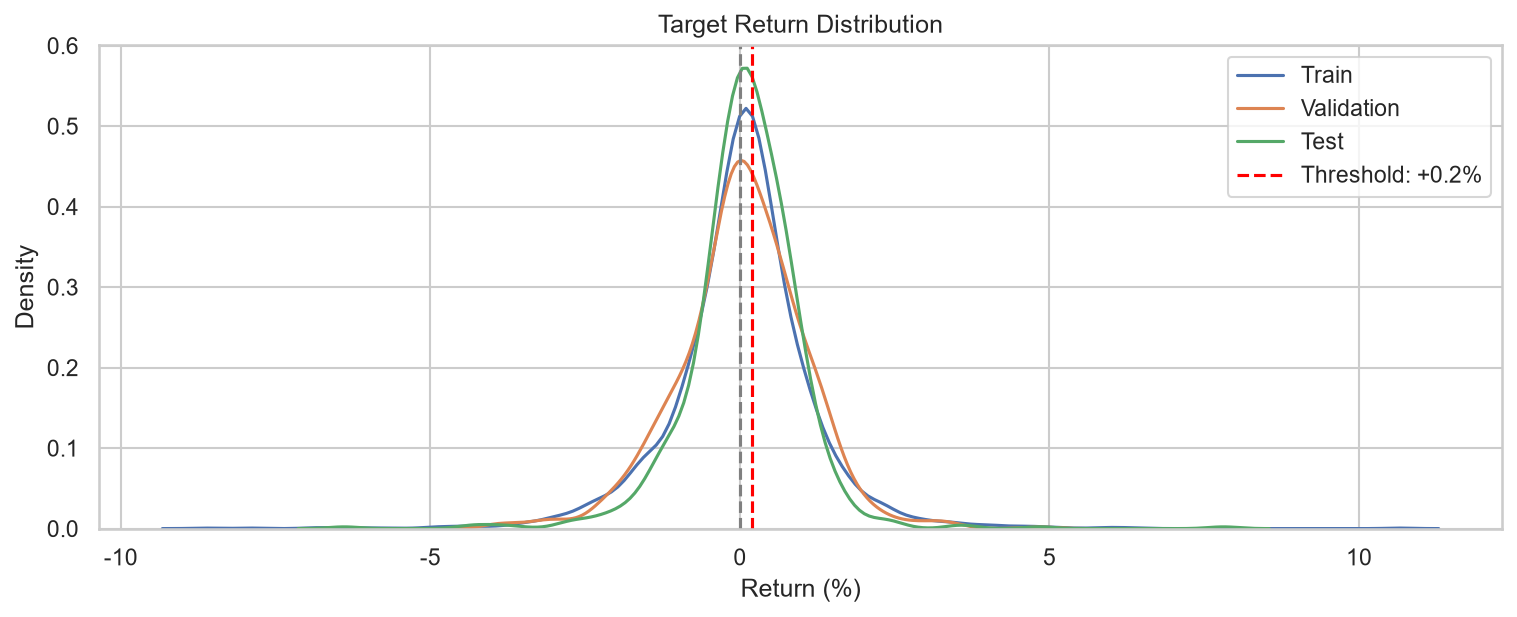 Target Return Distribution
Train
Validation
Test
Threshold: +0.2%
Density
0.6
0.5
0.4
0.3
0.2
0.1
0.0
-10
-5
0
5
10
Return (%)